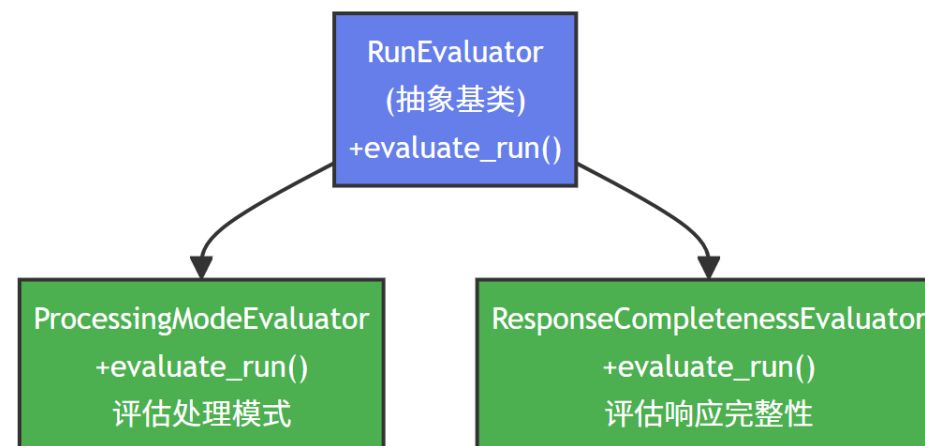 RunEvaluator
(抽象基类)
+evaluate_run()
ProcessingModeEvaluator
+evaluate_run()
评估处理模式
ResponseCompletenessEvaluator
+evaluate_run()
评估响应完整性